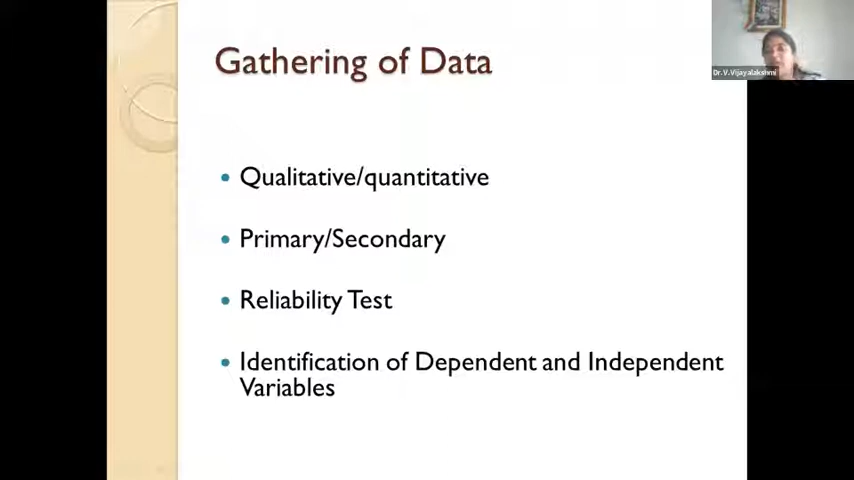 Gathering of Data
Dr.V.Vijayalakshmi
Qualitative/quantitative
Primary/Secondary
Reliability Test
Identification of Dependent and Independent
Variables